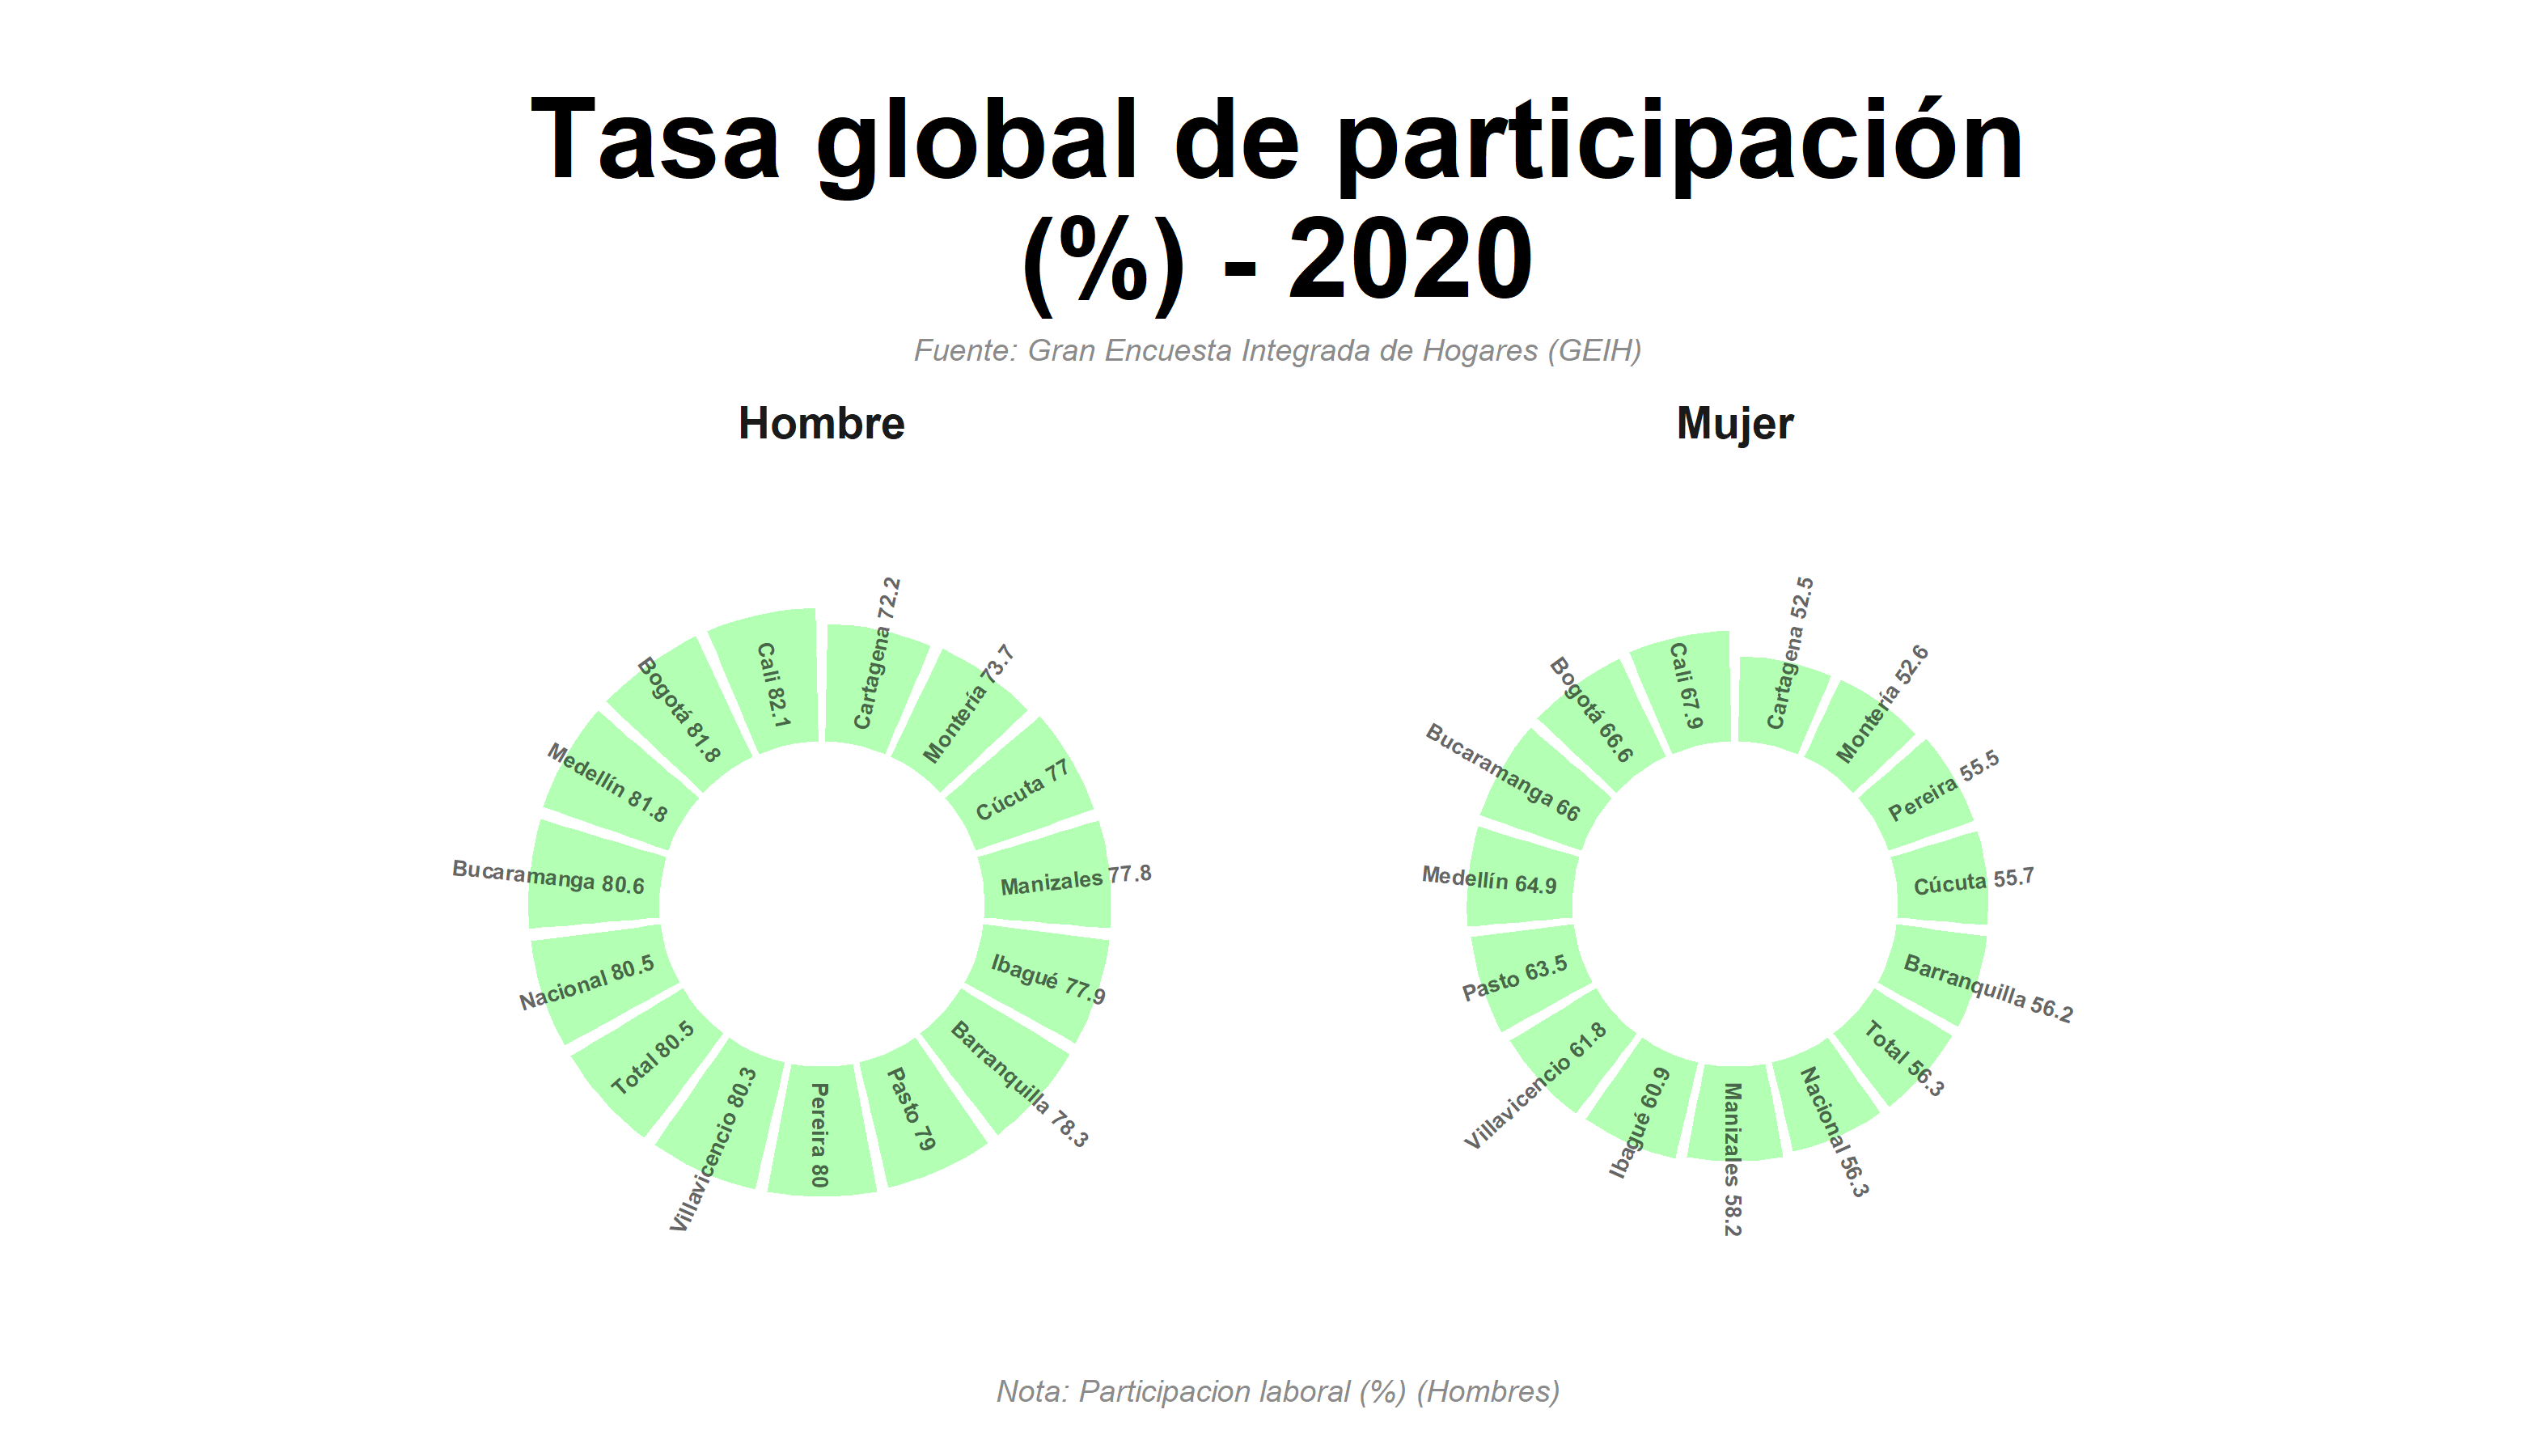 Tasa global de participación
(%) - 2020
Fuente: Gran Encuesta Integrada de Hogares (GEIH)
Hombre
Cartagena 72.2
Montería 73.7
Cúcuta 77
Manizales 77.8
Ibagué 77.9
Barranquilla 78.3
Pasto 79
Pereira 80
Villavicencio 80.3
Total 80.5
Nacional 80.5
Bucaramanga 80.6
Medellín 81.8
Bogotá 81.8
Cali 82.1
Mujer
Cartagena 52.5
Montería 52.6
Pereira 55.5
Cúcuta 55.7
Barranquilla 56.2
Total 56.3
Nacional 56.3
Manizales 58.2
Ibagué 60.9
Villavicencio 61.8
Pasto 63.5
Medellín 64.9
Bucaramanga 66
Bogotá 66.6
Cali 67.9
Nota: Participacion laboral (%) (Hombres)